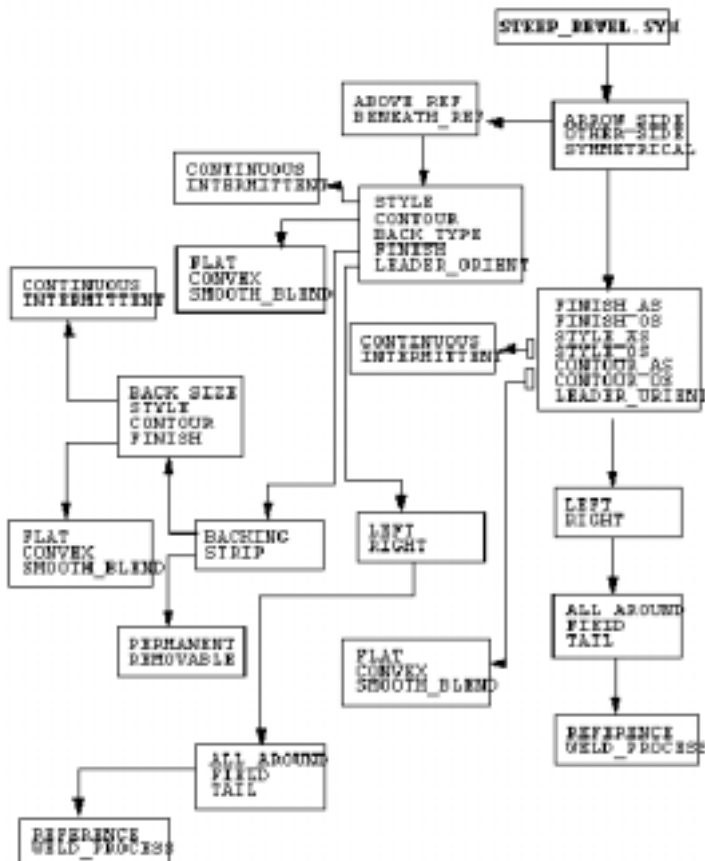 STEEP_BEVEL.SYM
ABOVE_REF
BENEATH_REF
ARROW_SIDE
OTHER_SIDE
SYMMETRICAL
CONTINUOUS
INTERMITTENT
STYLE
CONTOUR
BACK_TYPE
FINISH
LEADER_ORIENT
FLAT
CONVEX
SMOOTH_BLEND
CONTINUOUS
INTERMITTENT
FINISH_AS
FINISH_OS
STYLE_AS
STYLE_OS
CONTOUR_AS
CONTOUR_OS
LEADER_ORIENT
CONTINUOUS
INTERMITTENT
BACK_SIZE
STYLE
CONTOUR
FINISH
LEFT
RIGHT
FLAT
CONVEX
SMOOTH_BLEND
BACKING
STRIP
LEFT
RIGHT
ALL_AROUND
FIELD
TAIL
PERMANENT
REMOVABLE
FLAT
CONVEX
SMOOTH_BLEND
REFERENCE
WELD_PROCESS
ALL_AROUND
FIELD
TAIL
REFERENCE
WELD_PROCESS